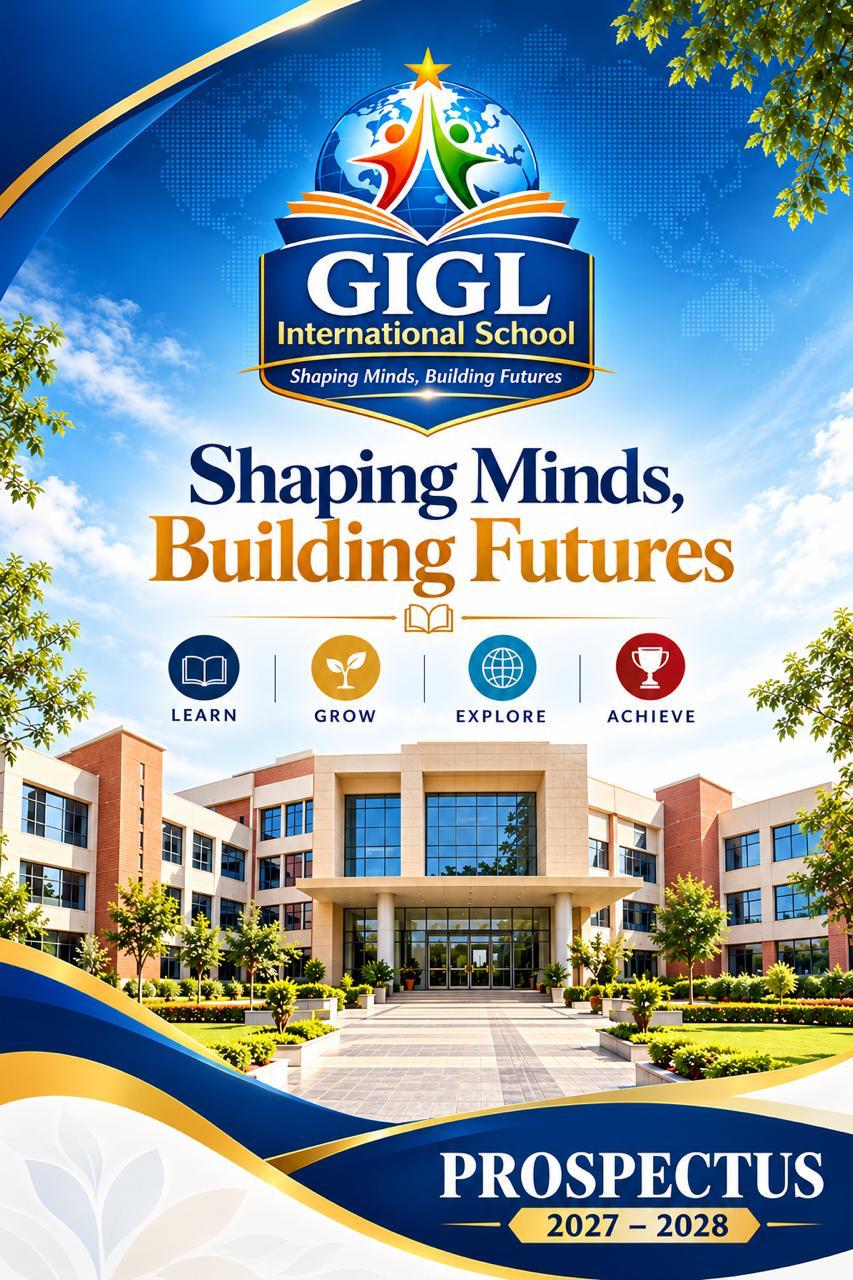 GIGL
International School
Shaping Minds, Building Futures
Shaping Minds,
Building Futures
LEARN
GROW
EXPLORE
ACHIEVE
PROSPECTUS
2027 – 2028